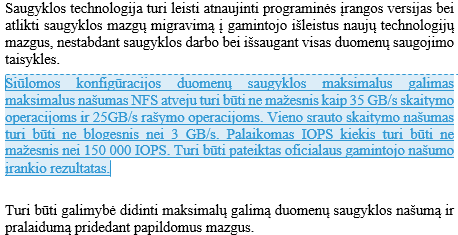 Saugyklos technologija turi leisti atnaujinti programinės įrangos versijas bei
atlikti saugyklos mazgų migravimą į gamintojo išleistus naujų technologijų
mazgus, nestabdant saugyklos darbo bei išsaugant visas duomenų saugojimo
taisykles.
Siūlomos konfigūracijos duomenų saugyklos maksimalus galimas
maksimalus našumas NFS atveju turi būti ne mažesnis kaip 35 GB/s skaitymo
operacijoms ir 25GB/s rašymo operacijoms. Vieno srauto skaitymo našumas
turi būti ne blogesnis nei 3 GB/s. Palaikomas IOPS kiekis turi būti ne
mažesnis nei 150 000 IOPS. Turi būti pateiktas oficialaus gamintojo našumo
įrankio rezultatas.
Turi būti galimybė didinti maksimalų galimą duomenų saugyklos našumą ir
pralaidumą pridedant papildomus mazgus.